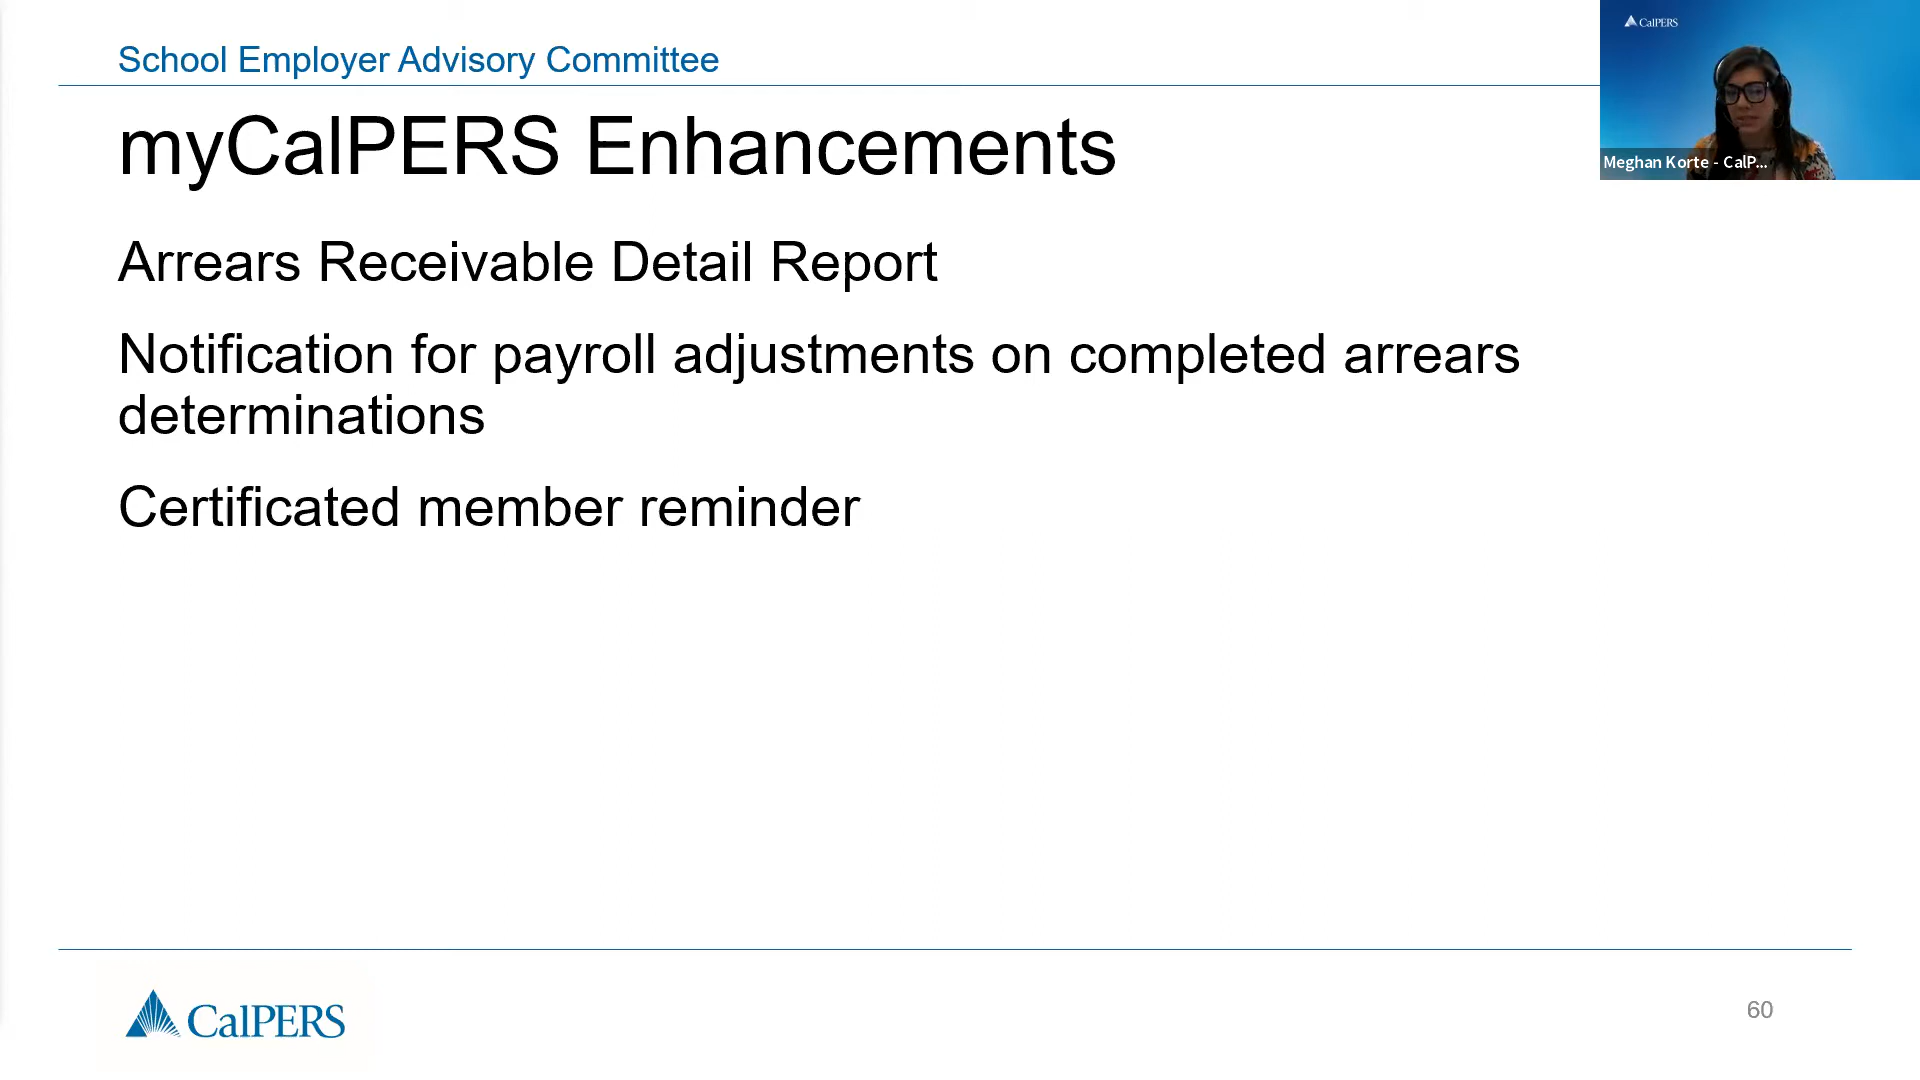 School Employer Advisory Committee
CalPERS
myCalPERS Enhancements
Meghan Korte - CalP...
Arrears Receivable Detail Report
Notification for payroll adjustments on completed arrears
determinations
Certificated member reminder
CalPERS
60